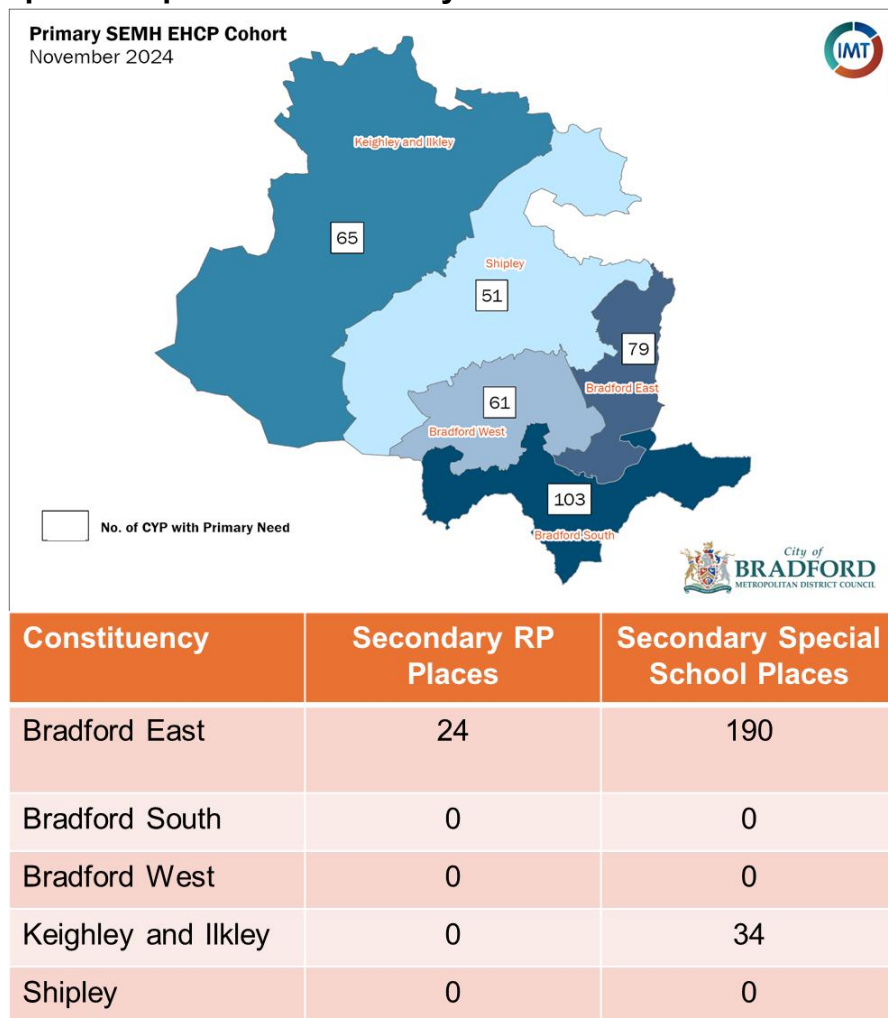 Primary SEMH EHCP Cohort
November 2024
IMT
Keighley and Ilkley
65
Shipley
51
79
Bradford East
61
Bradford West
103
Bradford South
No. of CYP with Primary Need
City of
BRADFORD
METROPOLITAN DISTRICT COUNCIL
Constituency Secondary RP Places Secondary Special School Places
Bradford East 24 190
Bradford South 0 0
Bradford West 0 0
Keighley and Ilkley 0 34
Shipley 0 0